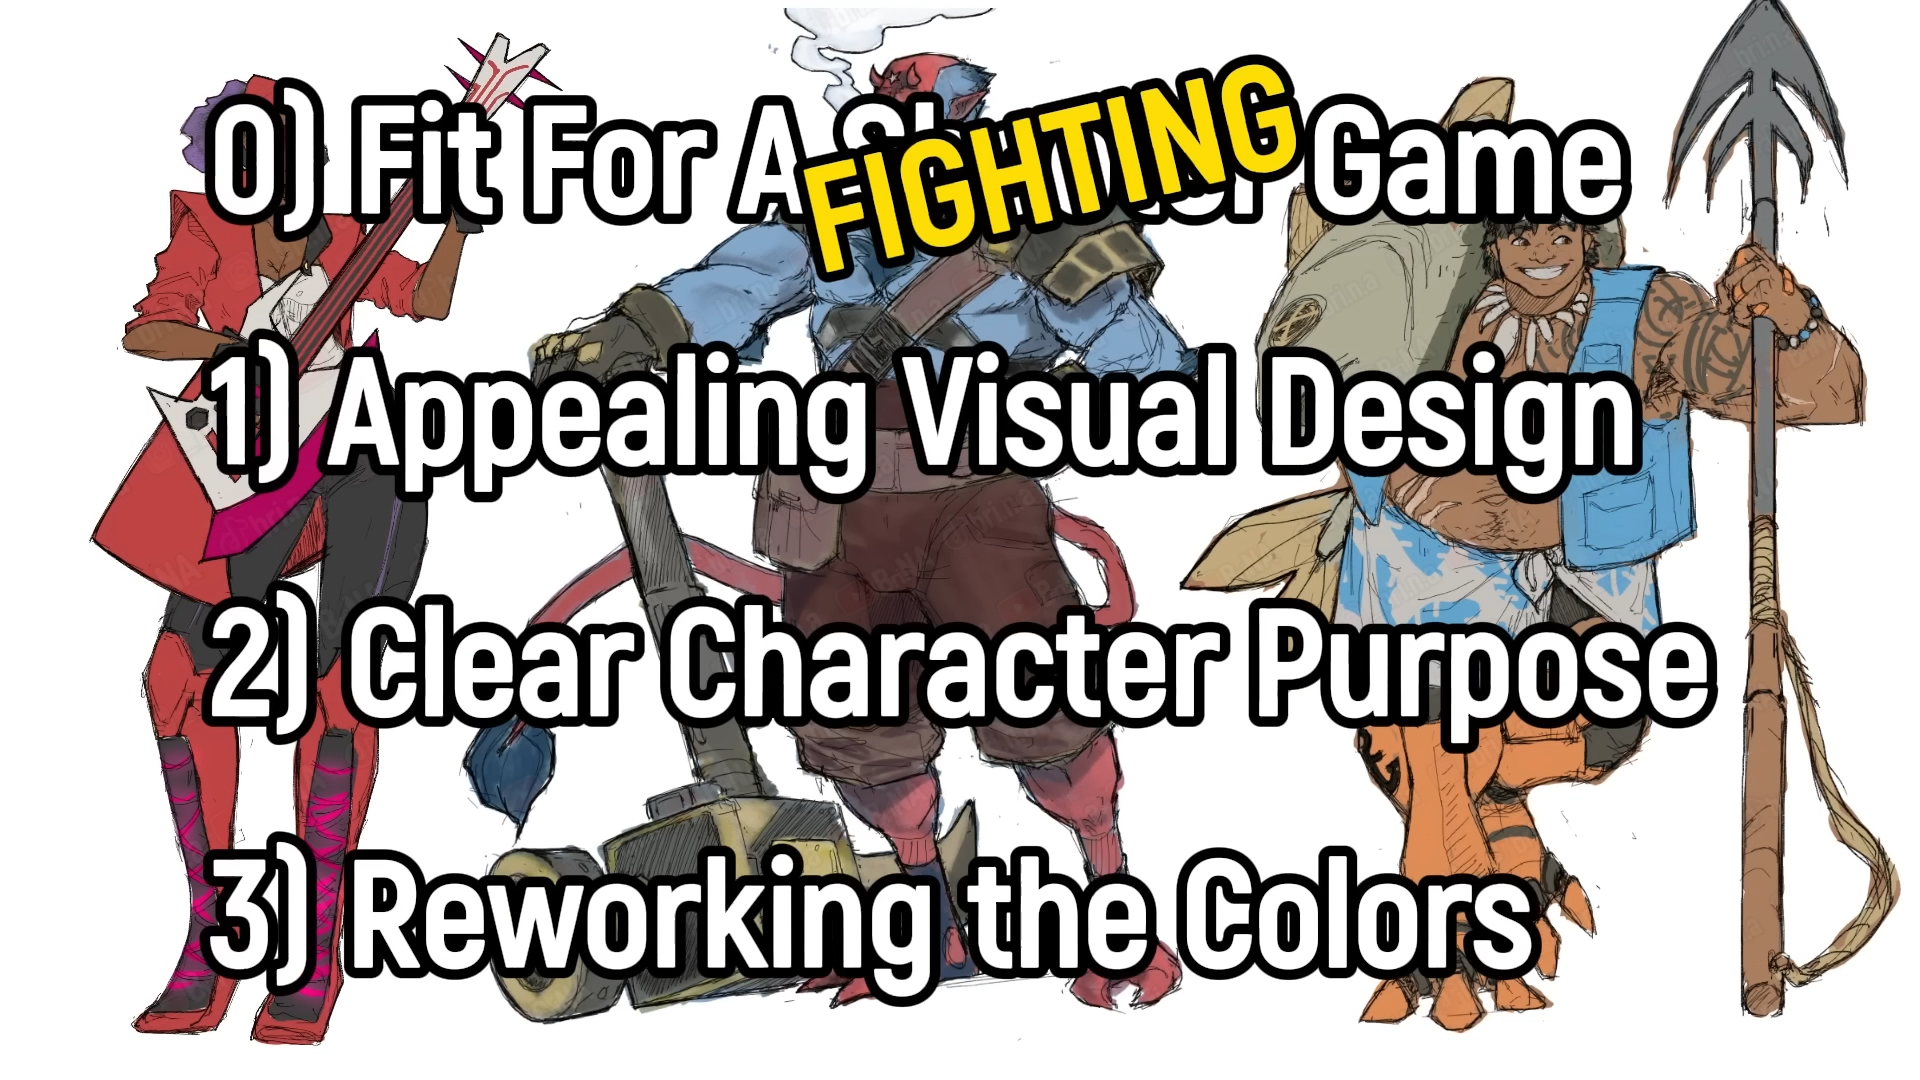 0) Fit For A FIGHTING Game
1) Appealing Visual Design
2) Clear Character Purpose
3) Reworking the Colors